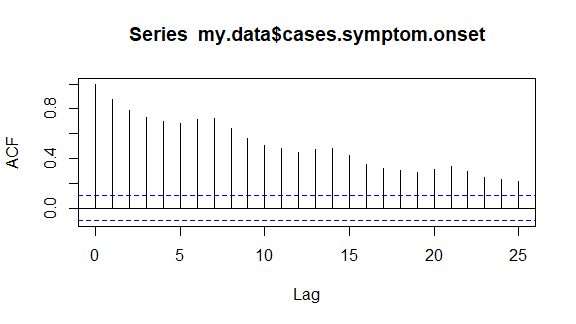 Series my.data$cases.symptom.onset
ACF
0.0 0.4 0.8
0 5 10 15 20 25
Lag